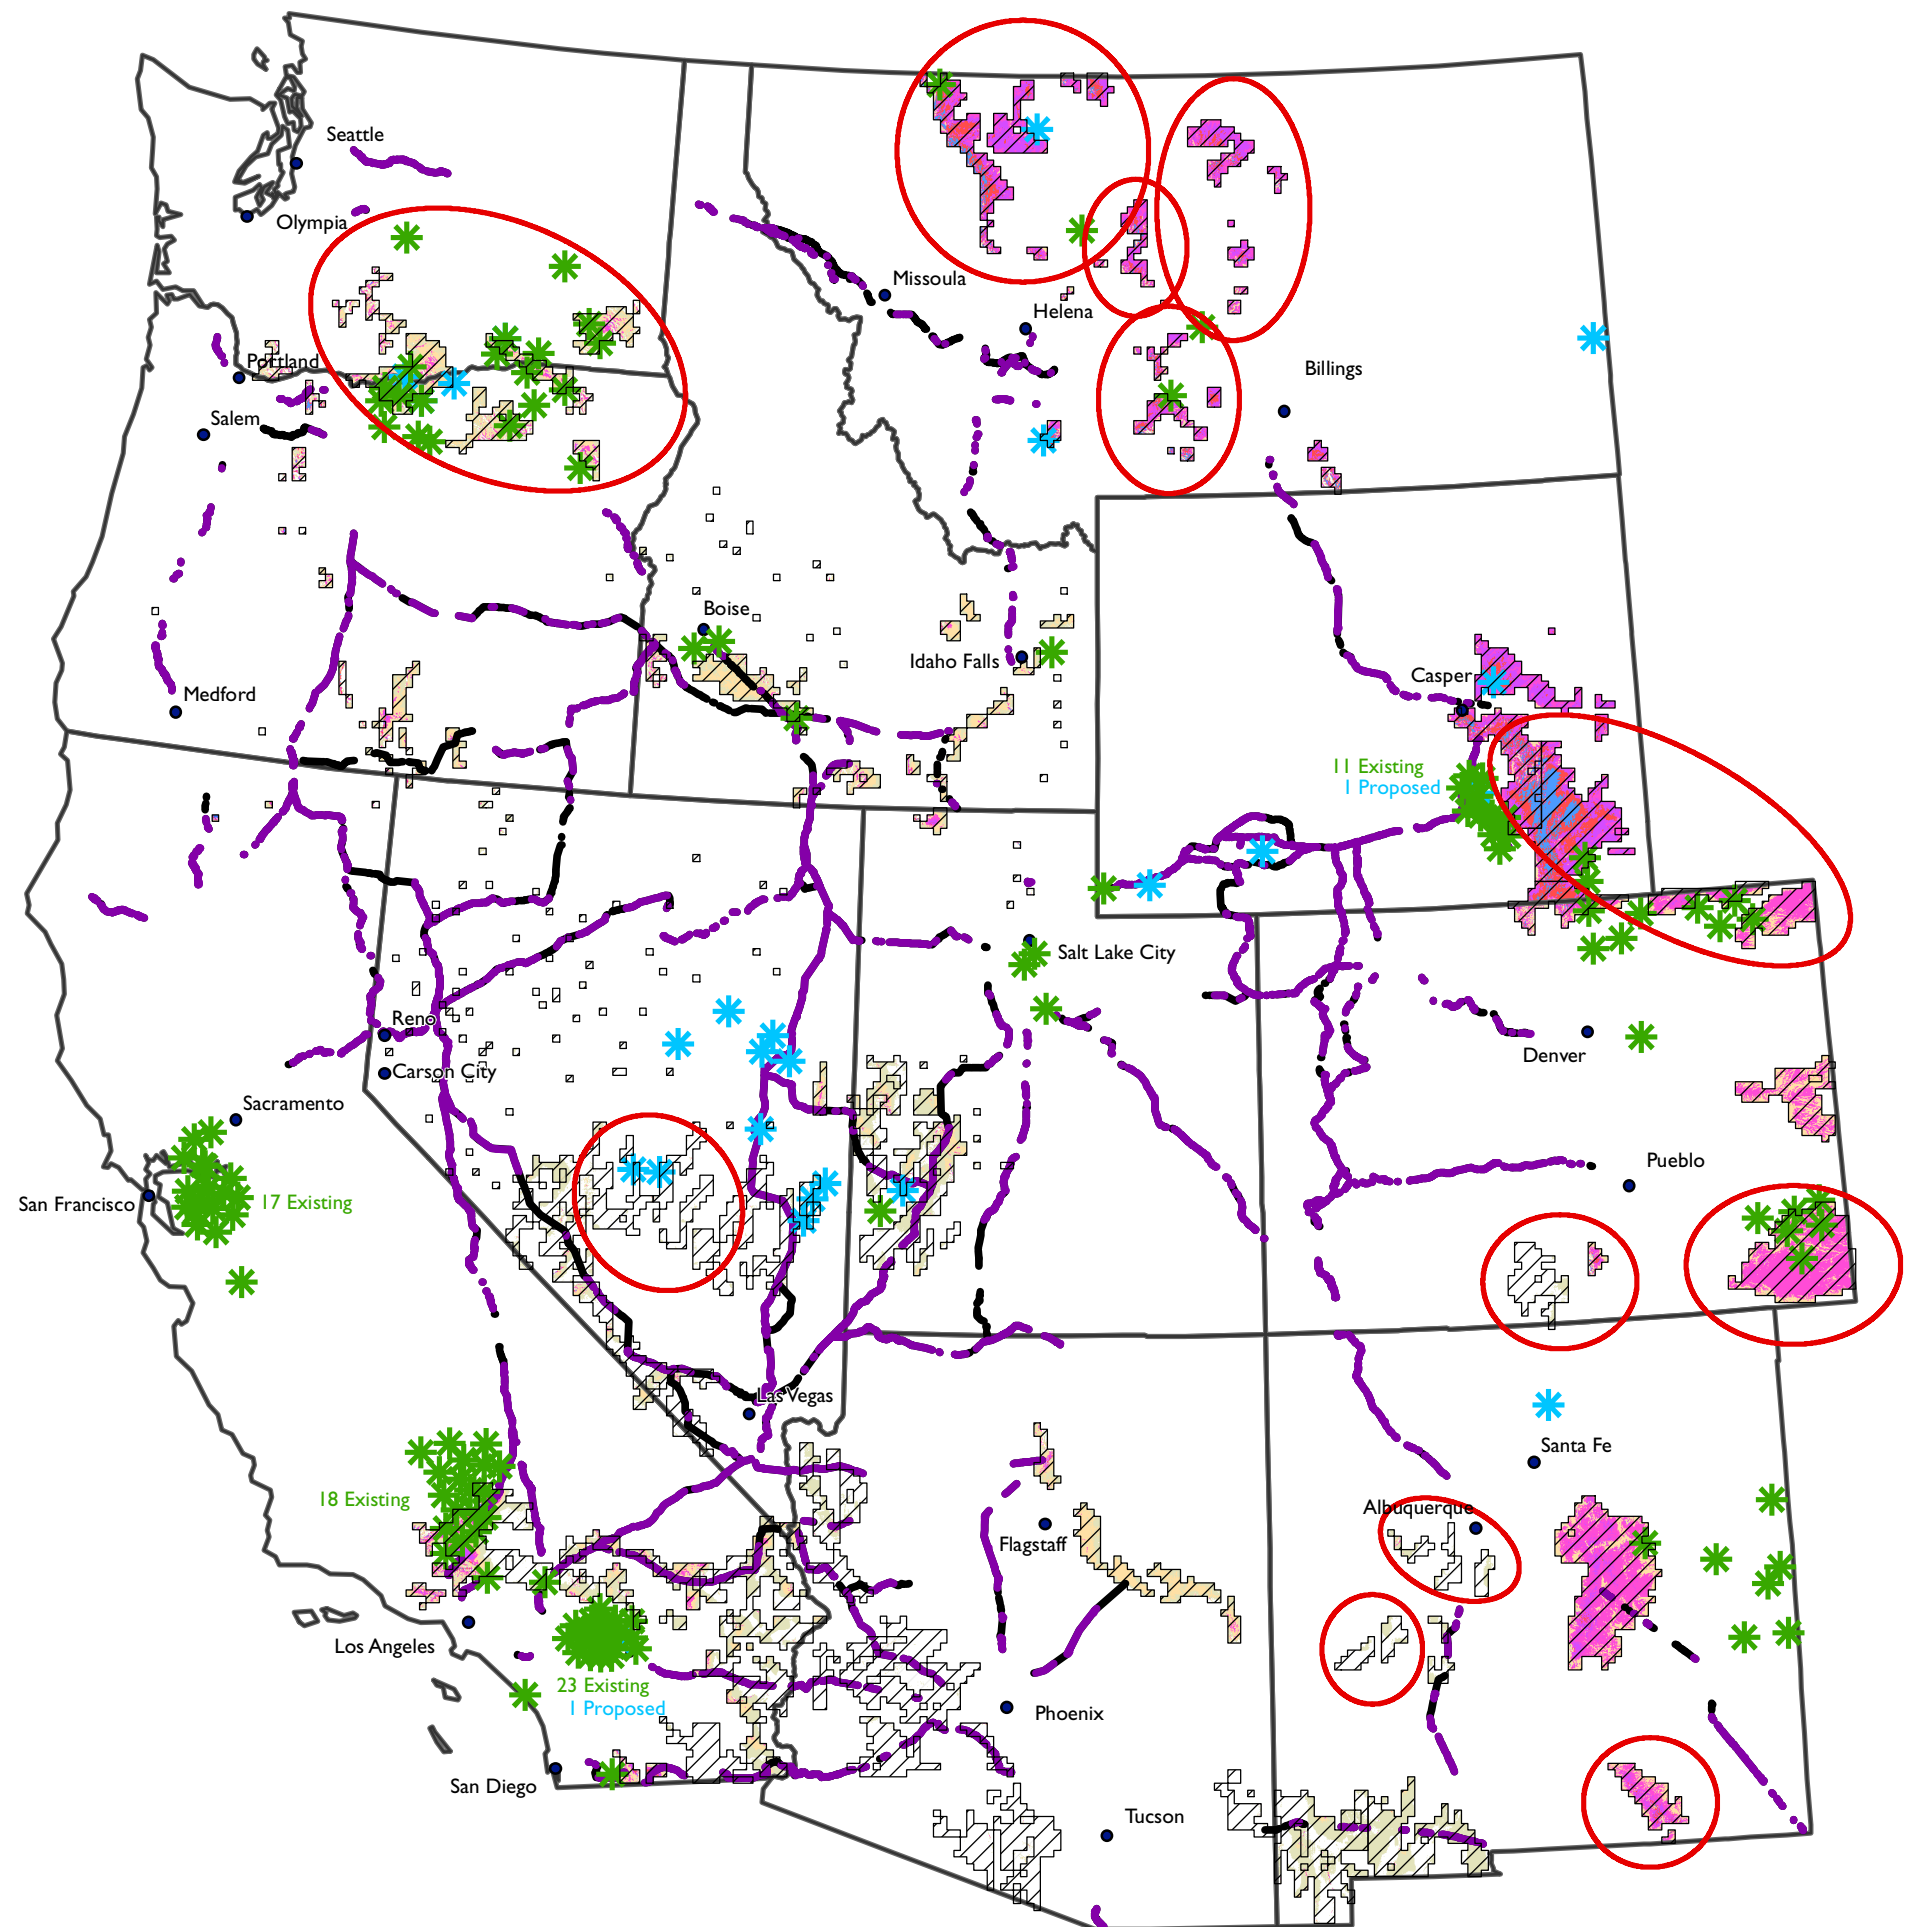 Seattle
Olympia
Missoula
Helena
Portland
Billings
Salem
Boise
Idaho Falls
Casper
Medford
11 Existing
1 Proposed
Salt Lake City
Reno
Denver
Carson City
Sacramento
Pueblo
San Francisco
17 Existing
Las Vegas
Santa Fe
18 Existing
Albuquerque
Flagstaff
Los Angeles
23 Existing
1 Proposed
Phoenix
San Diego
Tucson